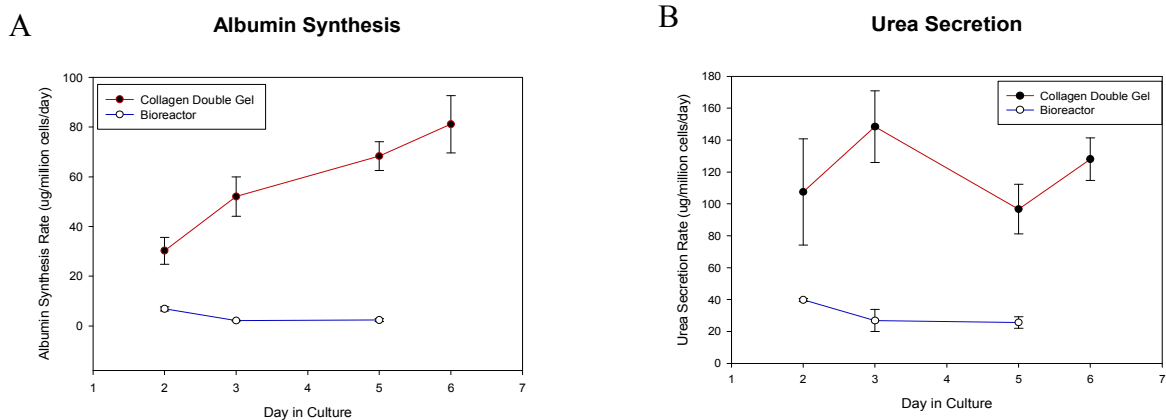 A
Albumin Synthesis
Albumin Synthesis Rate (ug/million cells/day)
100
80
60
40
20
0
Collagen Double Gel
Bioreactor
1 2 3 4 5 6 7
Day in Culture
B
Urea Secretion
Urea Secretion Rate (ug/million cells/day)
180
160
140
120
100
80
60
40
20
0
Collagen Double Gel
Bioreactor
1 2 3 4 5 6 7
Day in Culture